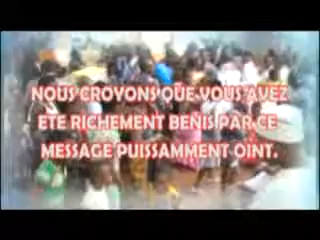 NOUS CROYONS QUE VOUS AVEZ
ETE RICHEMENT BENIS PAR CE
MESSAGE PUISSAMMENT OINT.